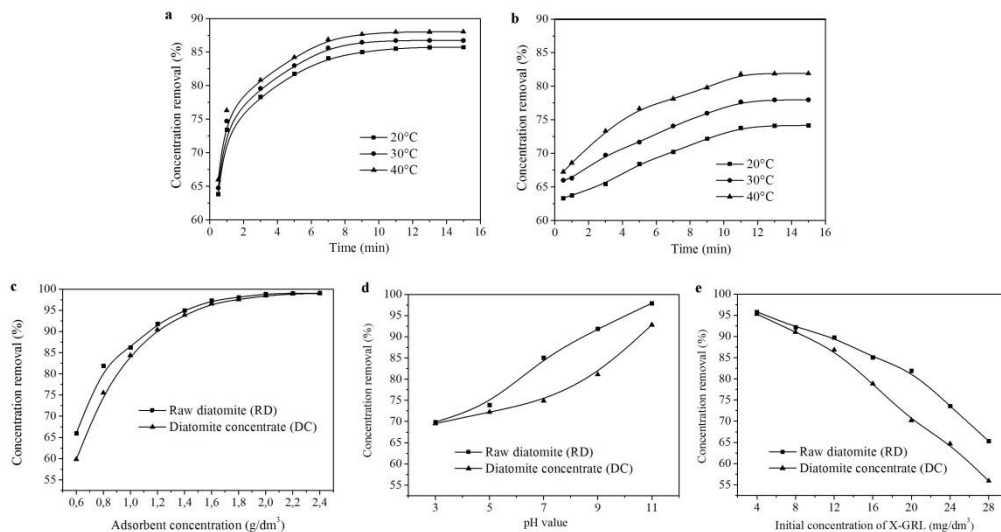 a
Concentration removal (%)
90
85
80
75
70
65
60
20°C
30°C
40°C
0 2 4 6 8 10 12 14 16
Time (min)
b
Concentration removal (%)
90
85
80
75
70
65
60
20°C
30°C
40°C
0 2 4 6 8 10 12 14 16
Time (min)
c
Concentration removal (%)
100
95
90
85
80
75
70
65
60
55
Raw diatomite (RD)
Diatomite concentrate (DC)
0,6 0,8 1,0 1,2 1,4 1,6 1,8 2,0 2,2 2,4
Adsorbent concentration (g/dm³)
d
Concentration removal (%)
100
95
90
85
80
75
70
65
60
55
Raw diatomite (RD)
Diatomite concentrate (DC)
3 5 7 9 11
pH value
e
Concentration removal (%)
100
95
90
85
80
75
70
65
60
55
Raw diatomite (RD)
Diatomite concentrate (DC)
4 8 12 16 20 24 28
Initial concentration of X-GRL (mg/dm³)